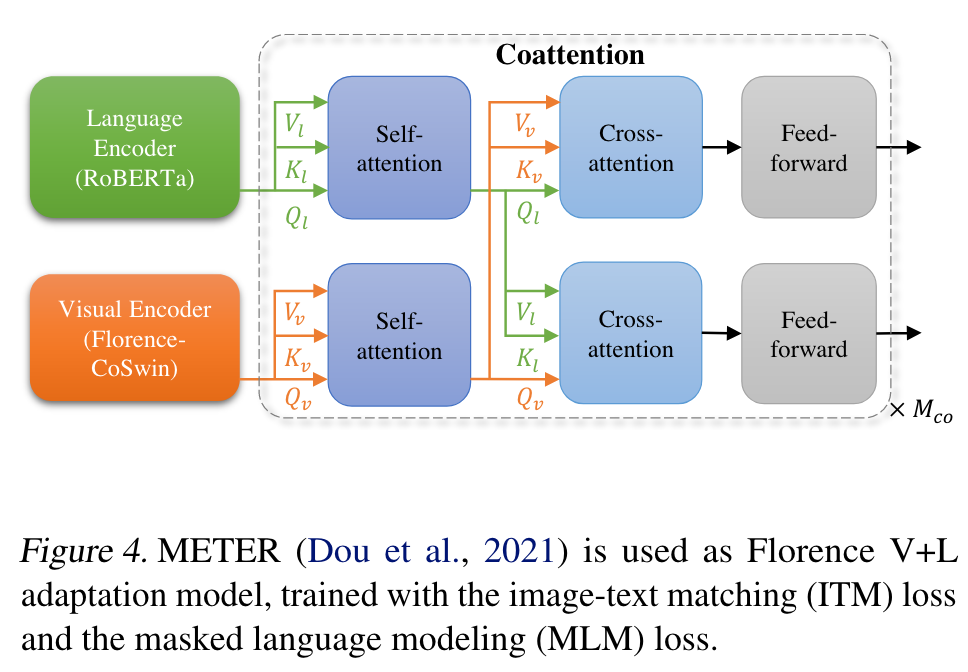 Coattention
Language
Encoder
(RoBERTa)
V_l
K_l
Q_l
Self-
attention
V_v
K_v
Q_l
Cross-
attention
Feed-
forward
Visual Encoder
(Florence-
CoSwin)
V_v
K_v
Q_v
Self-
attention
V_l
K_l
Q_v
Cross-
attention
Feed-
forward
× M_co
Figure 4. METER (Dou et al., 2021) is used as Florence V+L
adaptation model, trained with the image-text matching (ITM) loss
and the masked language modeling (MLM) loss.